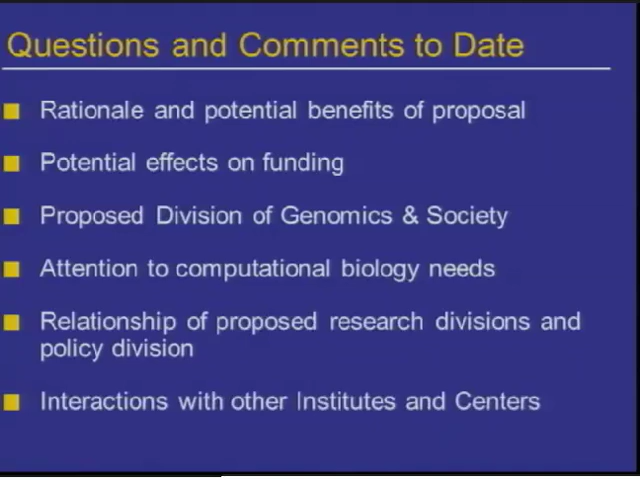 Questions and Comments to Date
Rationale and potential benefits of proposal
Potential effects on funding
Proposed Division of Genomics & Society
Attention to computational biology needs
Relationship of proposed research divisions and
policy division
Interactions with other Institutes and Centers